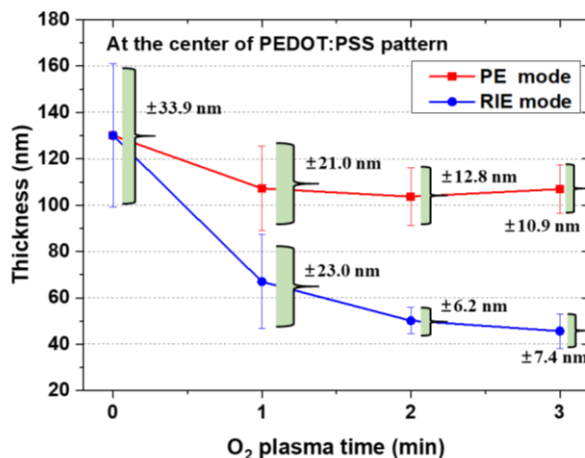 At the center of PEDOT:PSS pattern
PE mode
RIE mode
Thickness (nm)
180
160
140
120
100
80
60
40
20
±33.9 nm
±21.0 nm
±12.8 nm
±10.9 nm
±23.0 nm
±6.2 nm
±7.4 nm
0
1
2
3
O₂ plasma time (min)